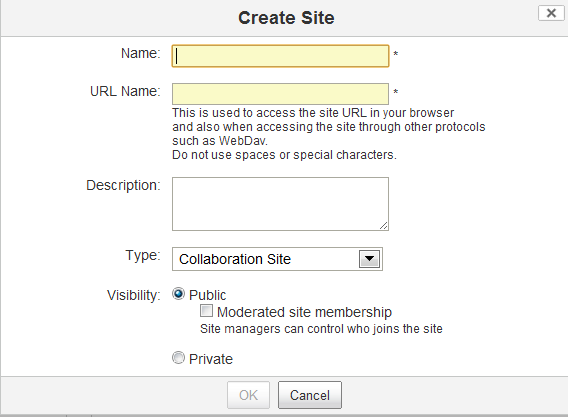 Create Site
Name: *
URL Name: *
This is used to access the site URL in your browser
and also when accessing the site through other protocols
such as WebDav.
Do not use spaces or special characters.
Description:
Type: Collaboration Site
Visibility: Public
Moderated site membership
Site managers can control who joins the site
Private
OK Cancel